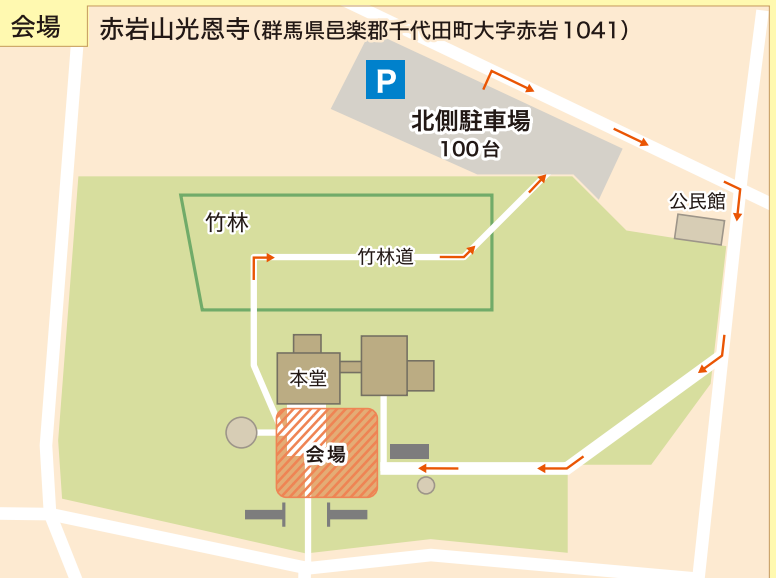 会場
赤岩山光恩寺（群馬県邑楽郡千代田町大字赤岩1041）
P
北側駐車場
100台
公民館
竹林
竹林道
本堂
会場